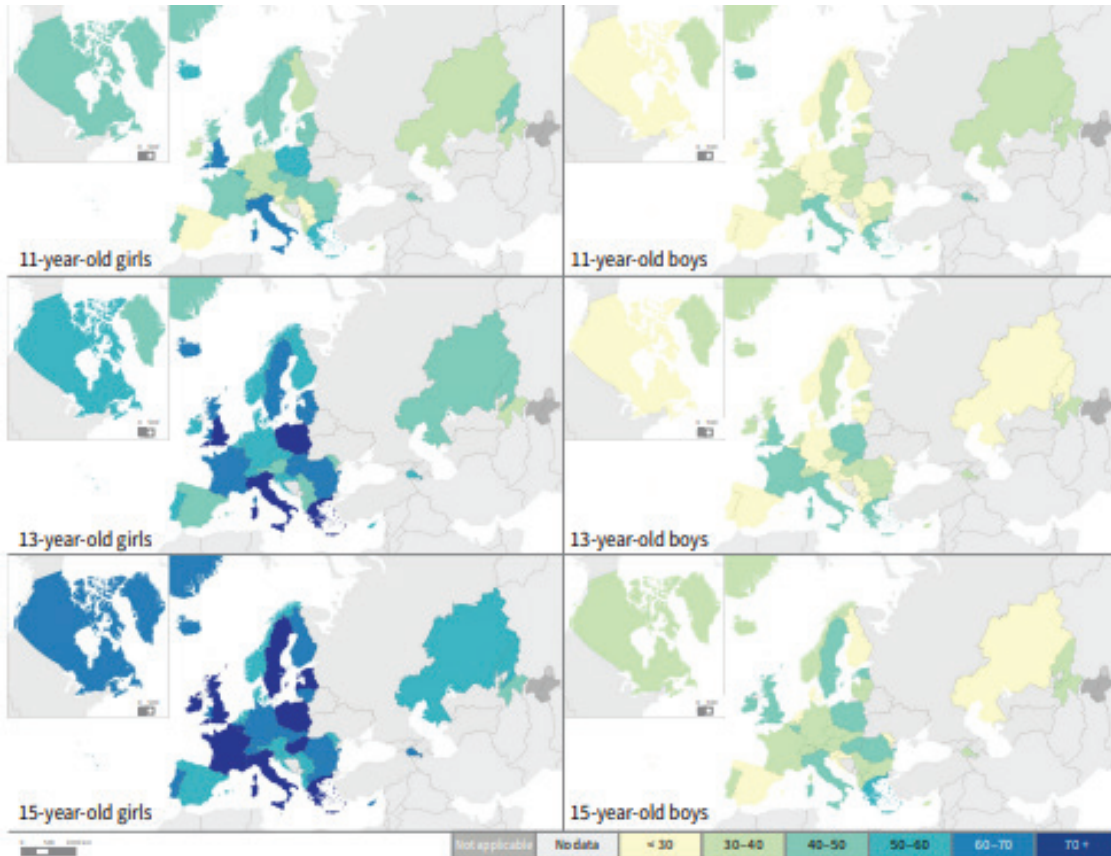 11-year-old girls
11-year-old boys
13-year-old girls
13-year-old boys
15-year-old girls
15-year-old boys
Not applicable No data < 30 30–40 40–50 50–60 60–70 70 +